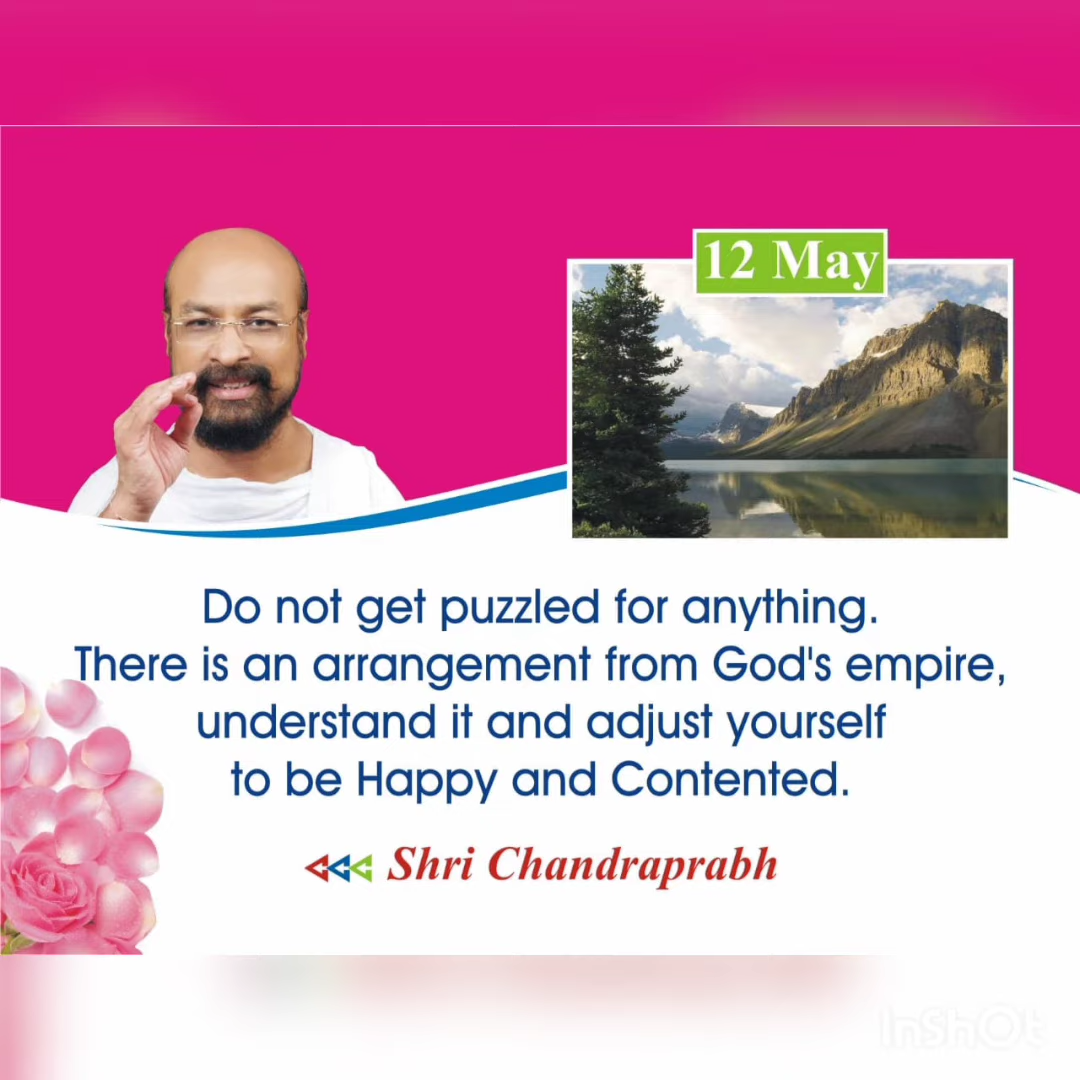 12 May
Do not get puzzled for anything.
There is an arrangement from God's empire,
understand it and adjust yourself
to be Happy and Contented.
Shri Chandraprabh
InShOt